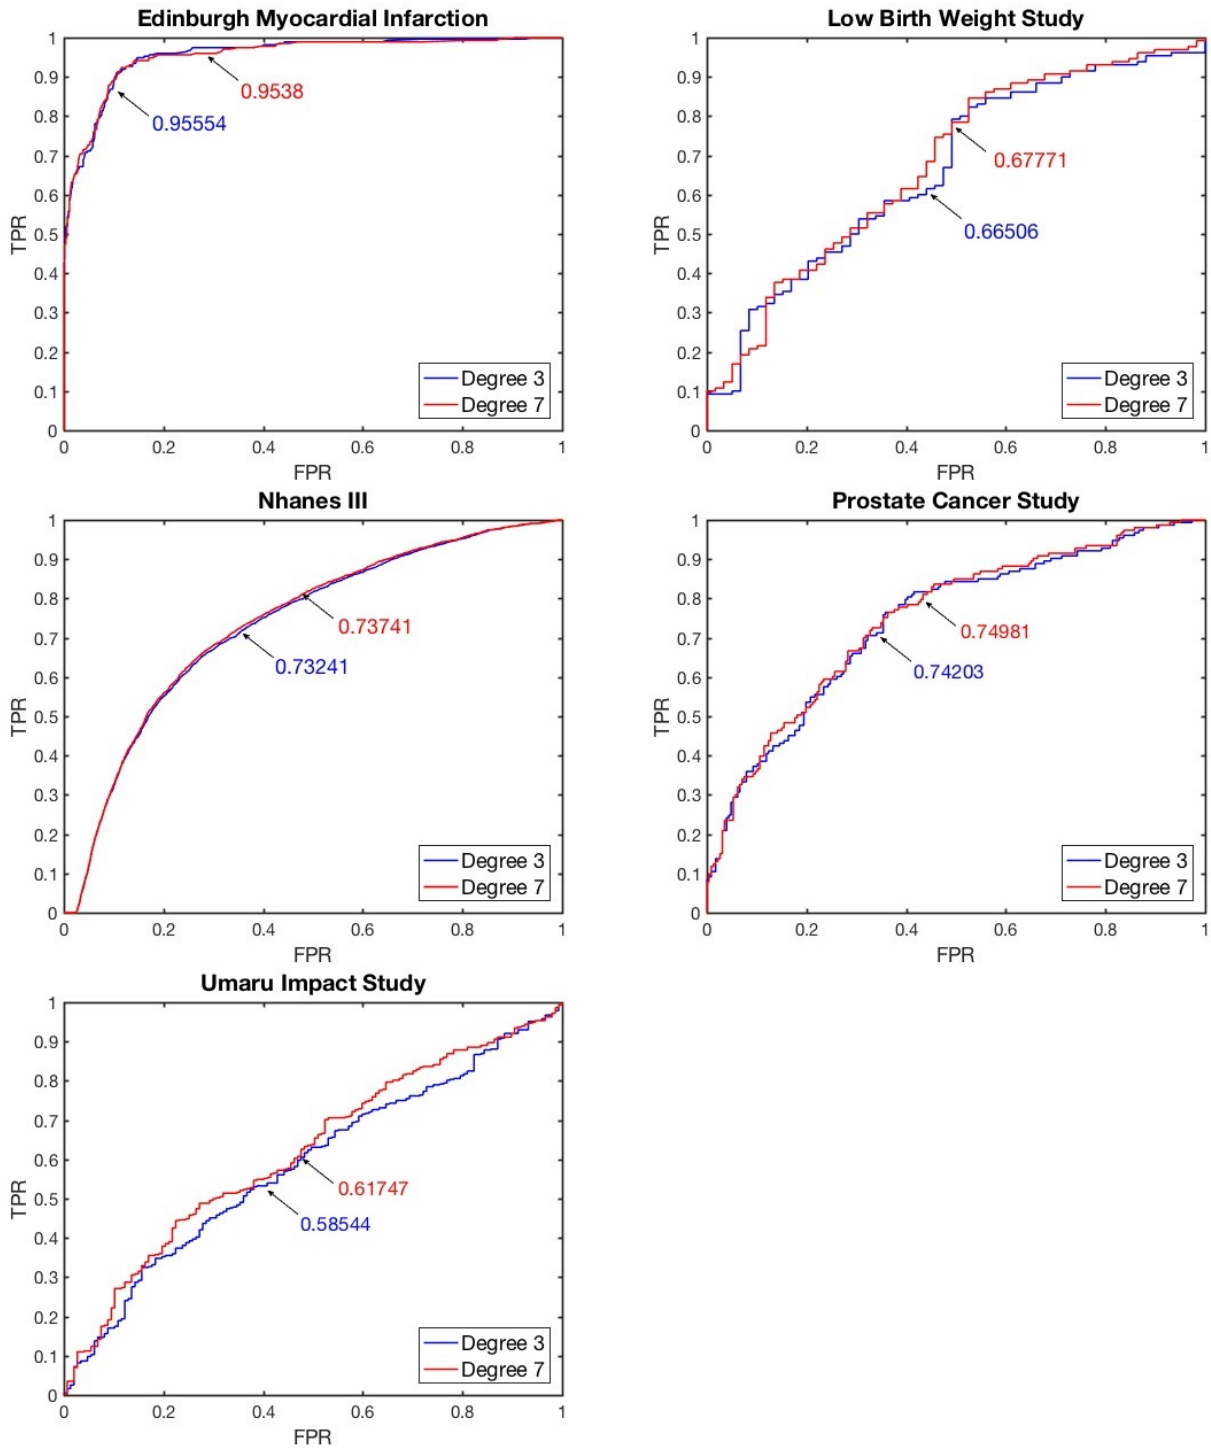 Edinburgh Myocardial Infarction
1
0.9
0.8
0.7
0.6
0.5
0.4
0.3
0.2
0.1
0
TPR
0.9538
0.95554
Degree 3
Degree 7
0 0.2 0.4 0.6 0.8 1
FPR
Low Birth Weight Study
1
0.9
0.8
0.7
0.6
0.5
0.4
0.3
0.2
0.1
0
TPR
0.67771
0.66506
Degree 3
Degree 7
0 0.2 0.4 0.6 0.8 1
FPR
Nhanes III
1
0.9
0.8
0.7
0.6
0.5
0.4
0.3
0.2
0.1
0
TPR
0.73741
0.73241
Degree 3
Degree 7
0 0.2 0.4 0.6 0.8 1
FPR
Prostate Cancer Study
1
0.9
0.8
0.7
0.6
0.5
0.4
0.3
0.2
0.1
0
TPR
0.74981
0.74203
Degree 3
Degree 7
0 0.2 0.4 0.6 0.8 1
FPR
Umaru Impact Study
1
0.9
0.8
0.7
0.6
0.5
0.4
0.3
0.2
0.1
0
TPR
0.61747
0.58544
Degree 3
Degree 7
0 0.2 0.4 0.6 0.8 1
FPR